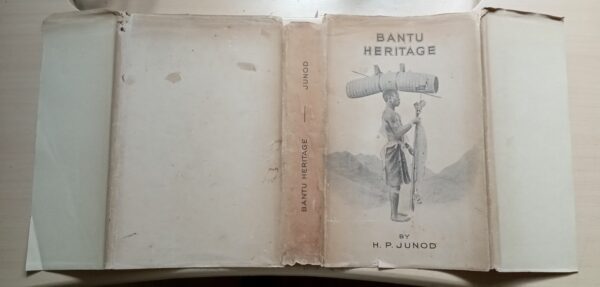 JUNOD
BANTU HERITAGE
BANTU
HERITAGE
BY
H. P. JUNOD